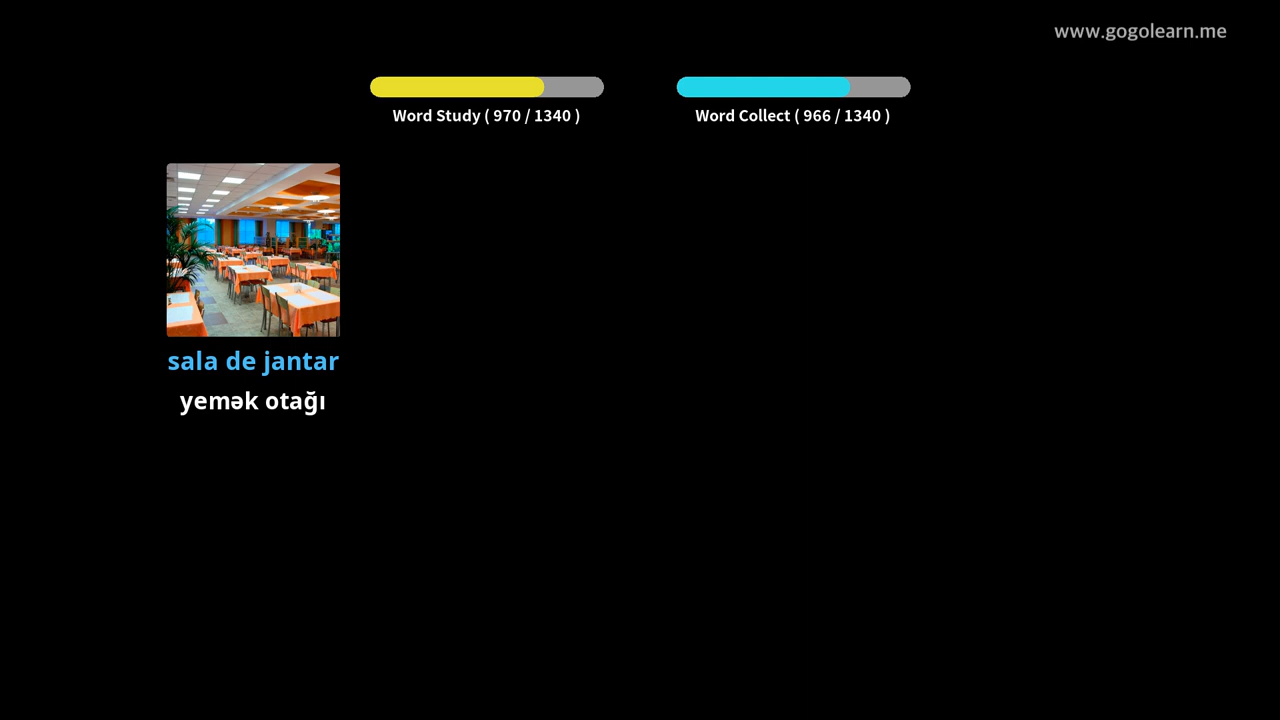 www.gogolearn.me
Word Study ( 970 / 1340 )
Word Collect ( 966 / 1340 )
sala de jantar
yemək otağı